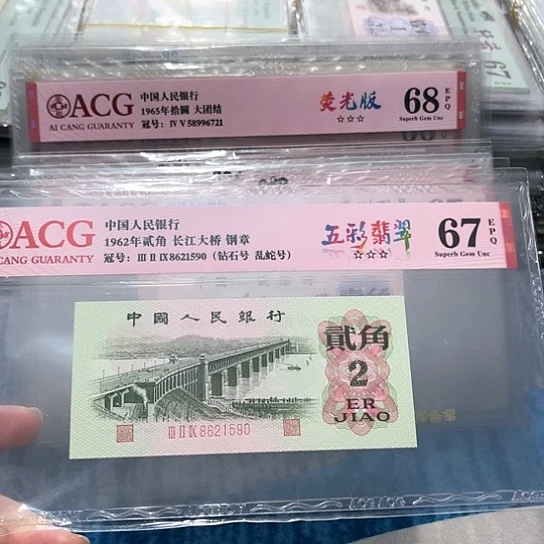 ACG
AI CANG GUARANTY
中国人民银行
1965年拾圓 大团结
冠号: IV V 58996721
荧光版
☆☆☆
68
EPQ
Superb Gem Unc
ACG
CANG GUARANTY
中国人民银行
1962年贰角 长江大桥 钢章
冠号: III II IX8621590 (钻石号 乱蛇号)
五彩翡翠
☆☆☆
67
EPQ
Superb Gem Unc
中國人民銀行
貳角
2
ER
JIAO
III II IX 8621590
67